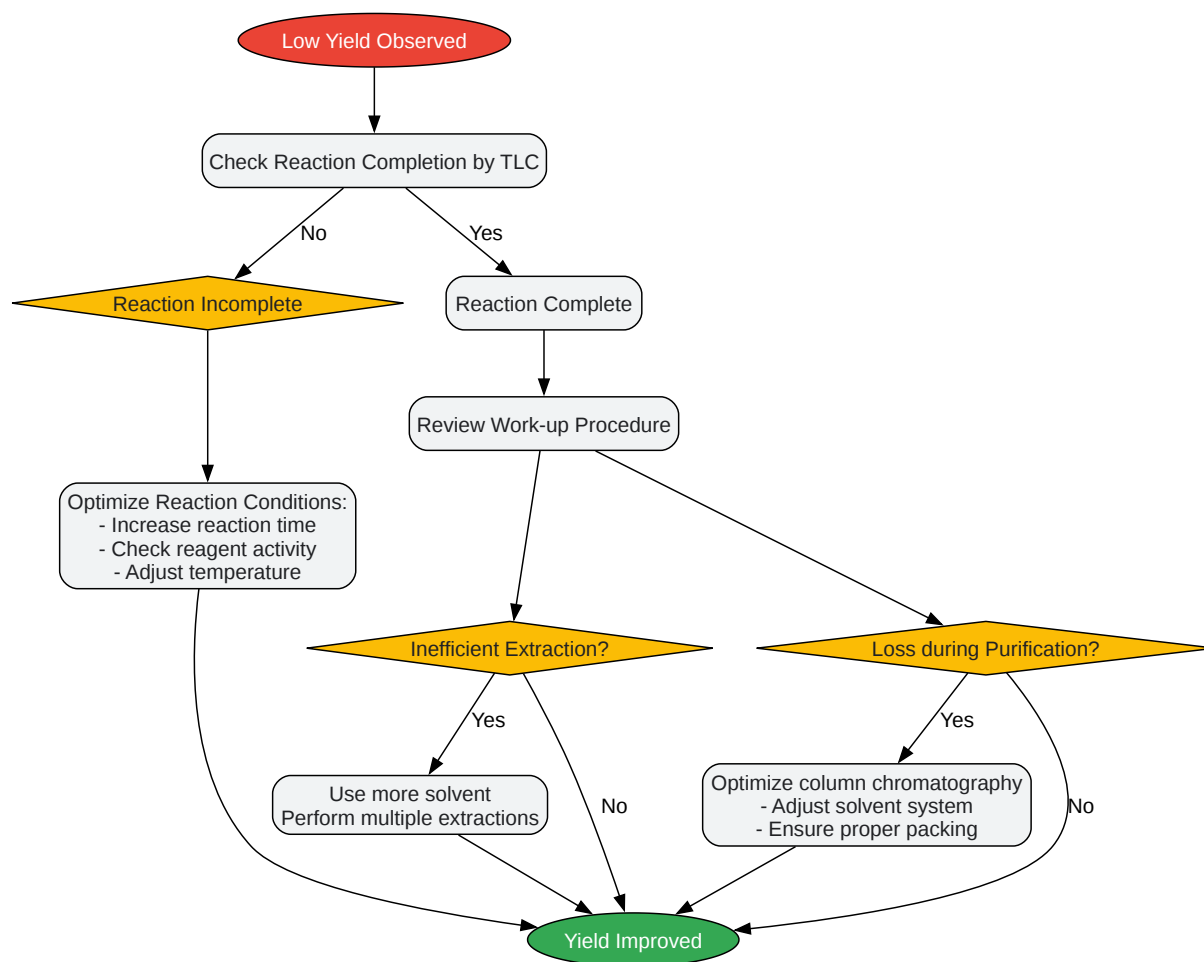 Low Yield Observed
Check Reaction Completion by TLC
No
Yes
Reaction Incomplete
Reaction Complete
Review Work-up Procedure
Optimize Reaction Conditions:
- Increase reaction time
- Check reagent activity
- Adjust temperature
Inefficient Extraction?
Loss during Purification?
Yes
Yes
Use more solvent
Perform multiple extractions
No
Optimize column chromatography
- Adjust solvent system
- Ensure proper packing
No
Yield Improved